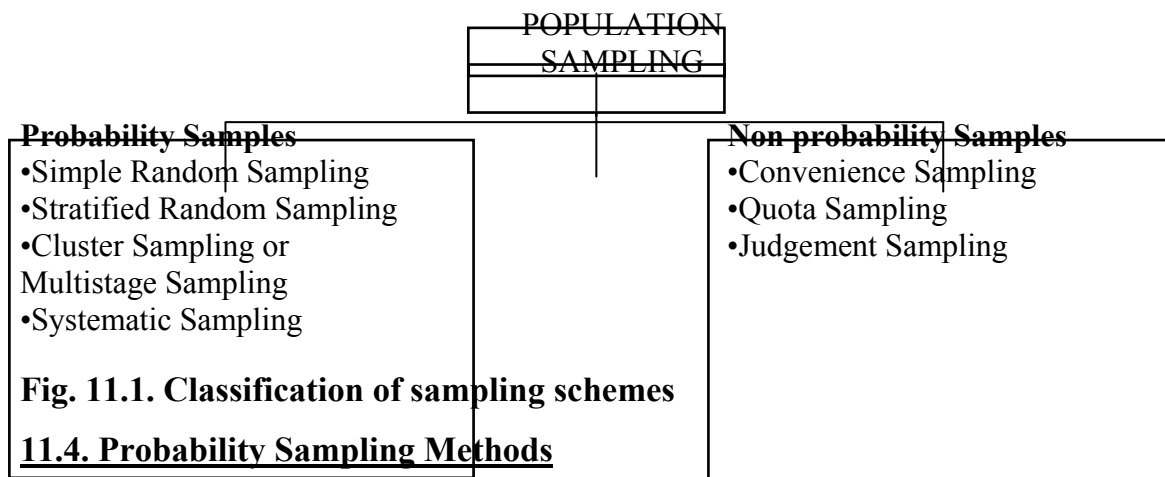 POPULATION
SAMPLING
Probability Samples
•Simple Random Sampling
•Stratified Random Sampling
•Cluster Sampling or
Multistage Sampling
•Systematic Sampling
Non probability Samples
•Convenience Sampling
•Quota Sampling
•Judgement Sampling
Fig. 11.1. Classification of sampling schemes
11.4. Probability Sampling Methods